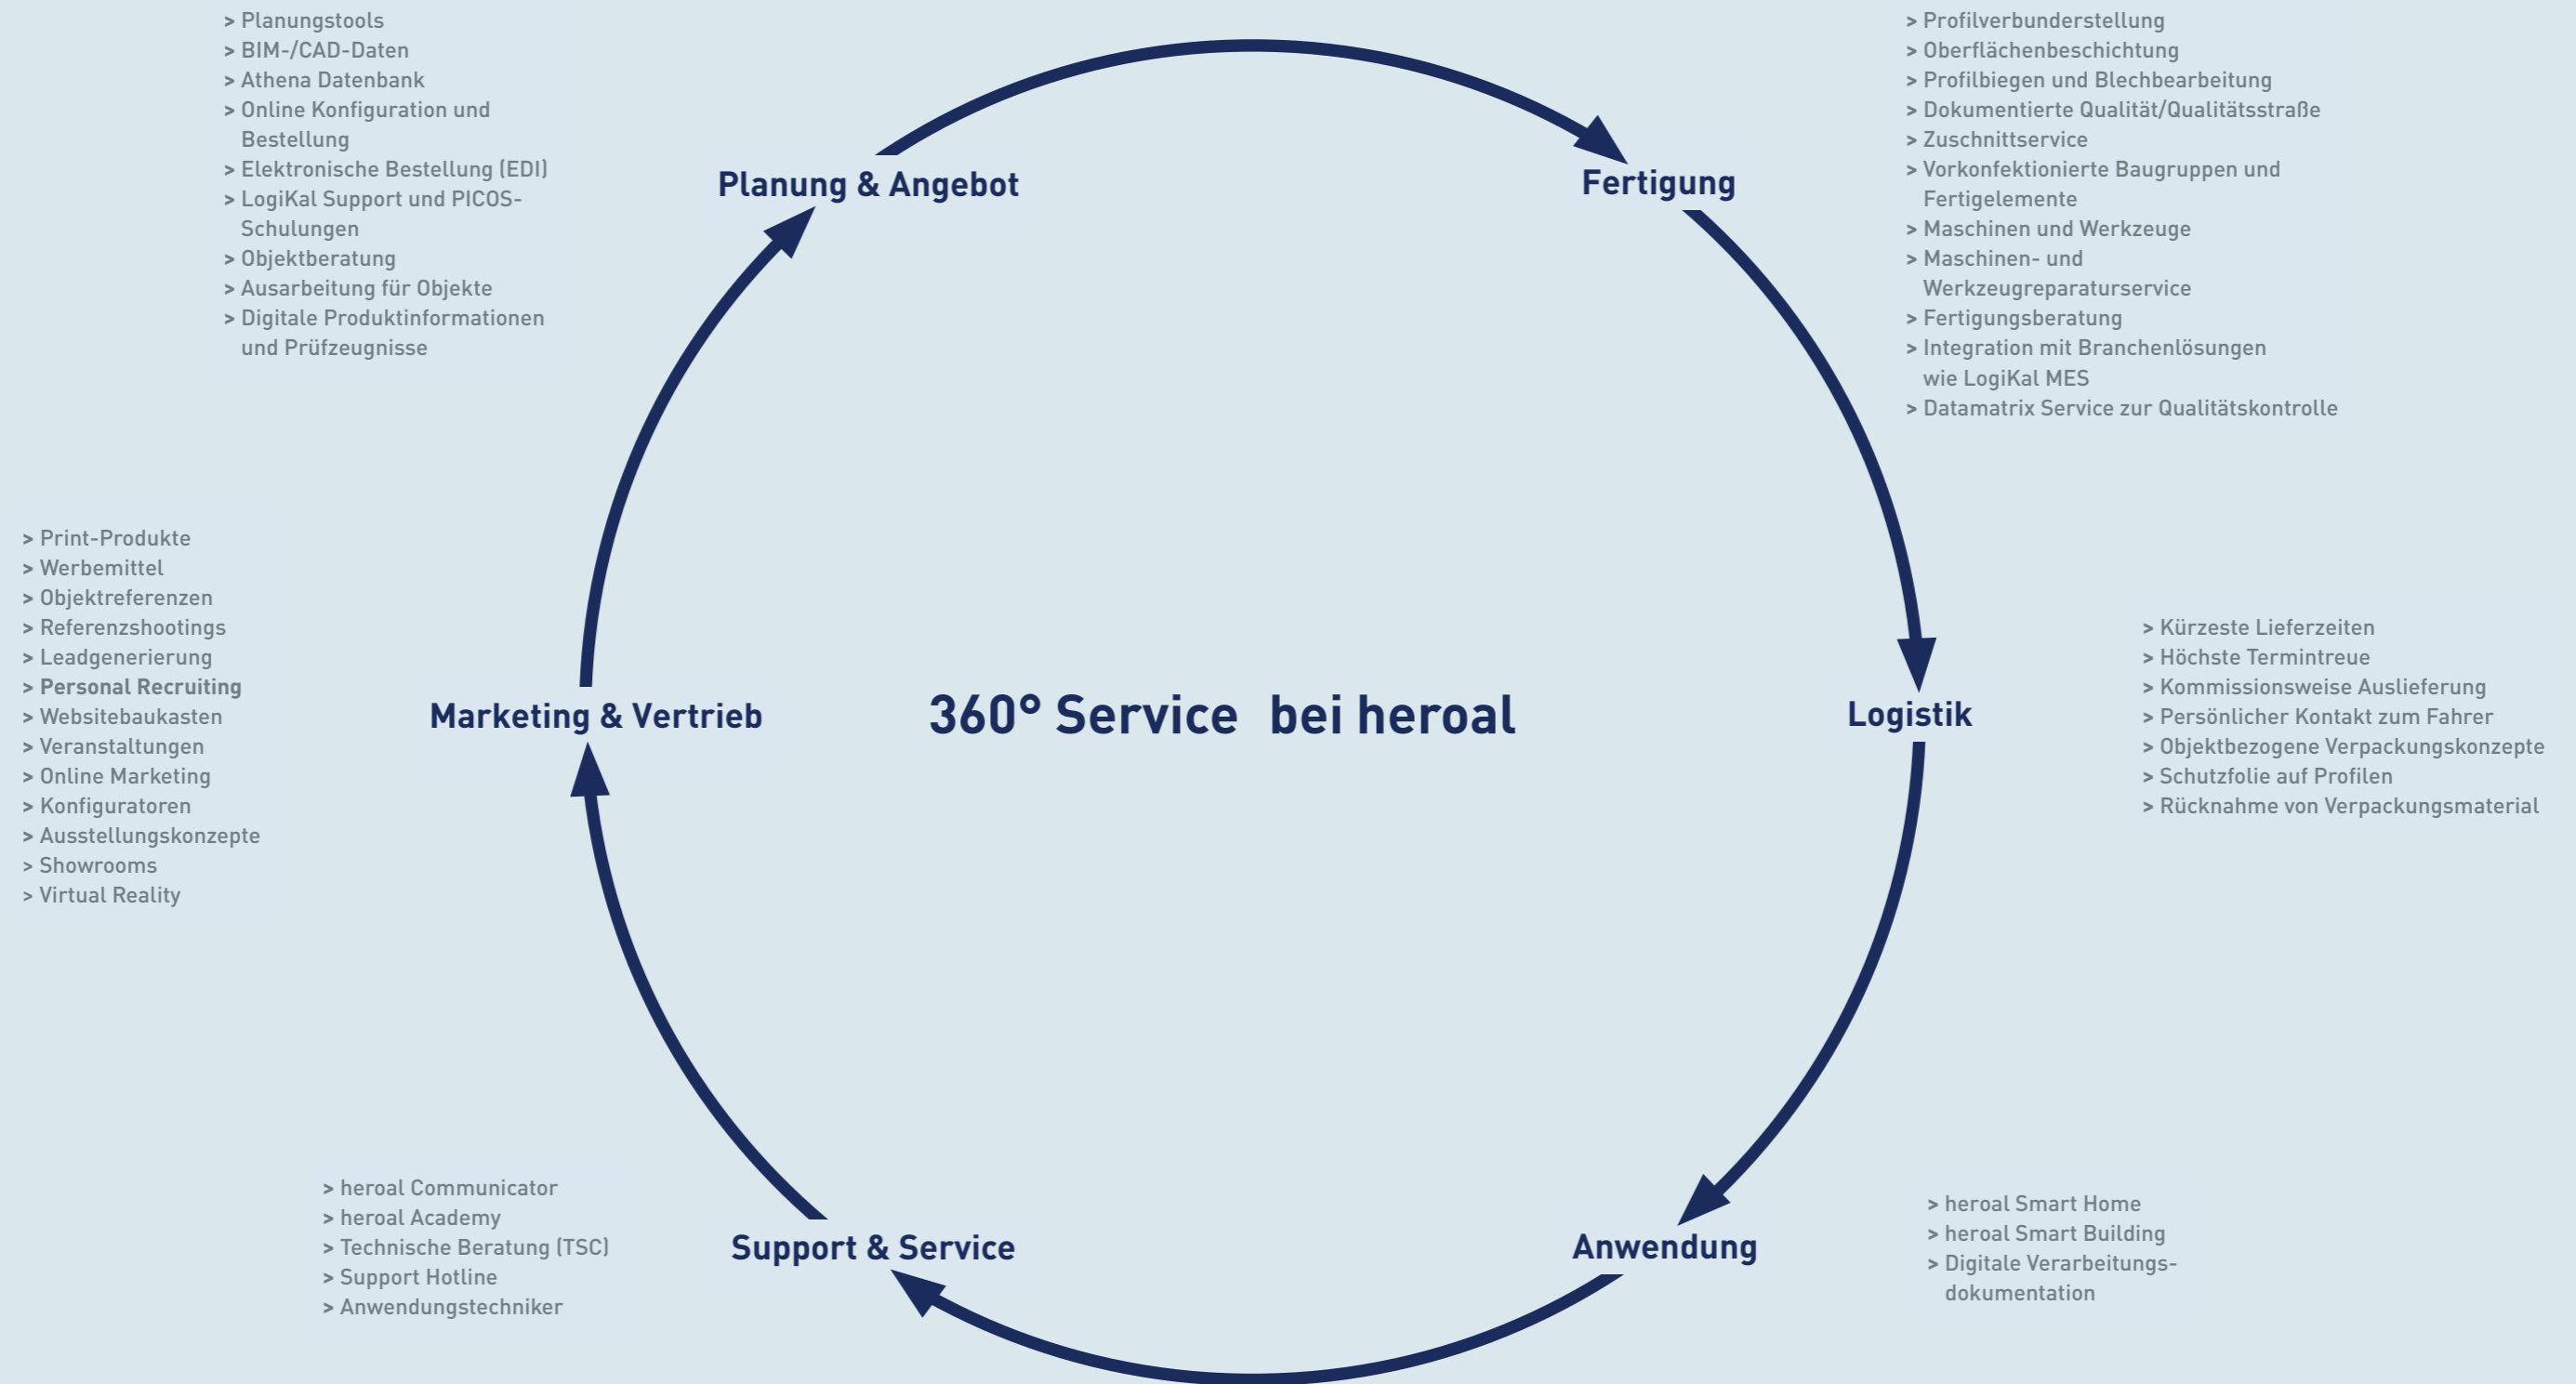 > Planungstools
> BIM-/CAD-Daten
> Athena Datenbank
> Online Konfiguration und
Bestellung
> Elektronische Bestellung (EDI)
> LogiKal Support und PICOS-
Schulungen
> Objektberatung
> Ausarbeitung für Objekte
> Digitale Produktinformationen
und Prüfzeugnisse
Planung & Angebot
Fertigung
> Profilverbunderstellung
> Oberflächenbeschichtung
> Profilbiegen und Blechbearbeitung
> Dokumentierte Qualität/Qualitätsstraße
> Zuschnittservice
> Vorkonfektionierte Baugruppen und
Fertigelemente
> Maschinen und Werkzeuge
> Maschinen- und
Werkzeugreparaturservice
> Fertigungsberatung
> Integration mit Branchenlösungen
wie LogiKal MES
> Datamatrix Service zur Qualitätskontrolle
> Print-Produkte
> Werbemittel
> Objektreferenzen
> Referenzshootings
> Leadgenerierung
> Personal Recruiting
> Websitebaukasten
> Veranstaltungen
> Online Marketing
> Konfiguratoren
> Ausstellungskonzepte
> Showrooms
> Virtual Reality
Marketing & Vertrieb
360° Service bei heroal
Logistik
> Kürzeste Lieferzeiten
> Höchste Termintreue
> Kommissionsweise Auslieferung
> Persönlicher Kontakt zum Fahrer
> Objektbezogene Verpackungskonzepte
> Schutzfolie auf Profilen
> Rücknahme von Verpackungsmaterial
> heroal Communicator
> heroal Academy
> Technische Beratung (TSC)
> Support Hotline
> Anwendungstechniker
Support & Service
Anwendung
> heroal Smart Home
> heroal Smart Building
> Digitale Verarbeitungs-
dokumentation